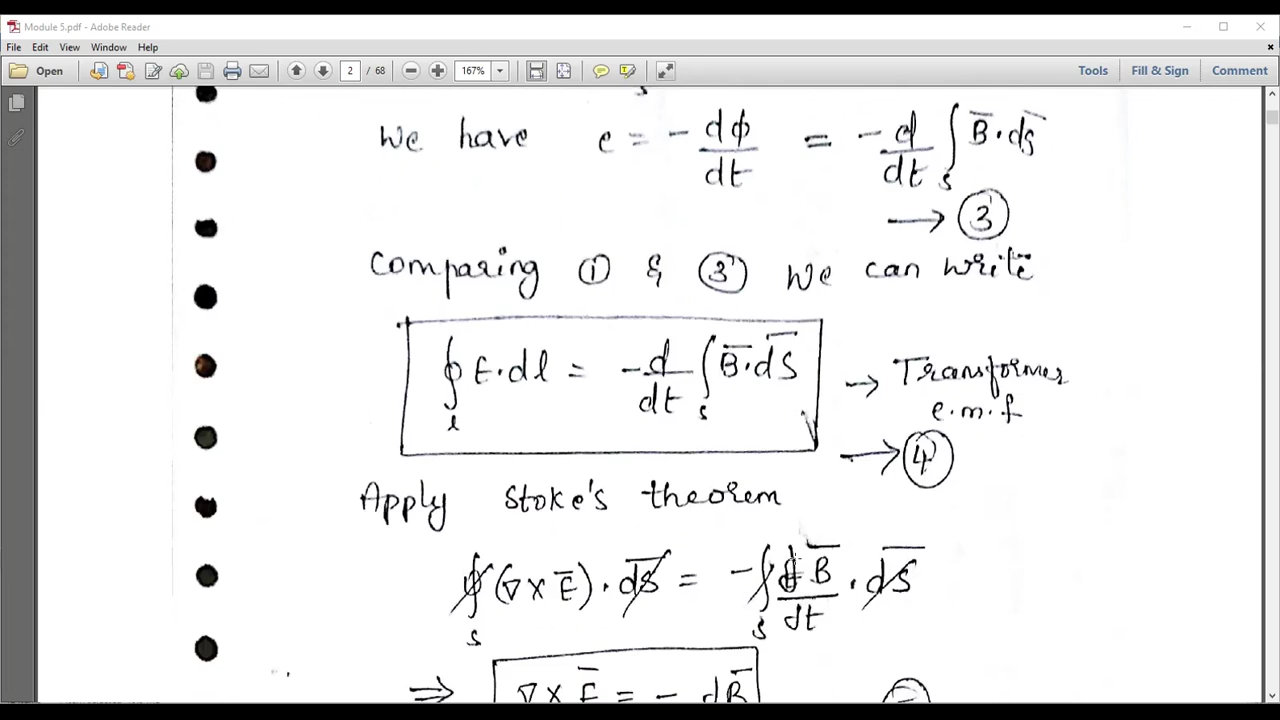 Module 5.pdf - Adobe Reader
File Edit View Window Help
Open 2 / 68 167% Tools Fill & Sign Comment
We have e = - dϕ/dt = - d/dt ∫s B̅ · dS̅
→ ③
Comparing ① & ③ we can write
∮l E · dl = - d/dt ∫s B̅ · dS̅ → Transformer
e.m.f
→ ④
Apply Stoke's theorem
∮s (∇ × E̅) · dS̅ = - ∫s dB̅/dt · dS̅
⇒ ∇ × E̅ = - dB̅